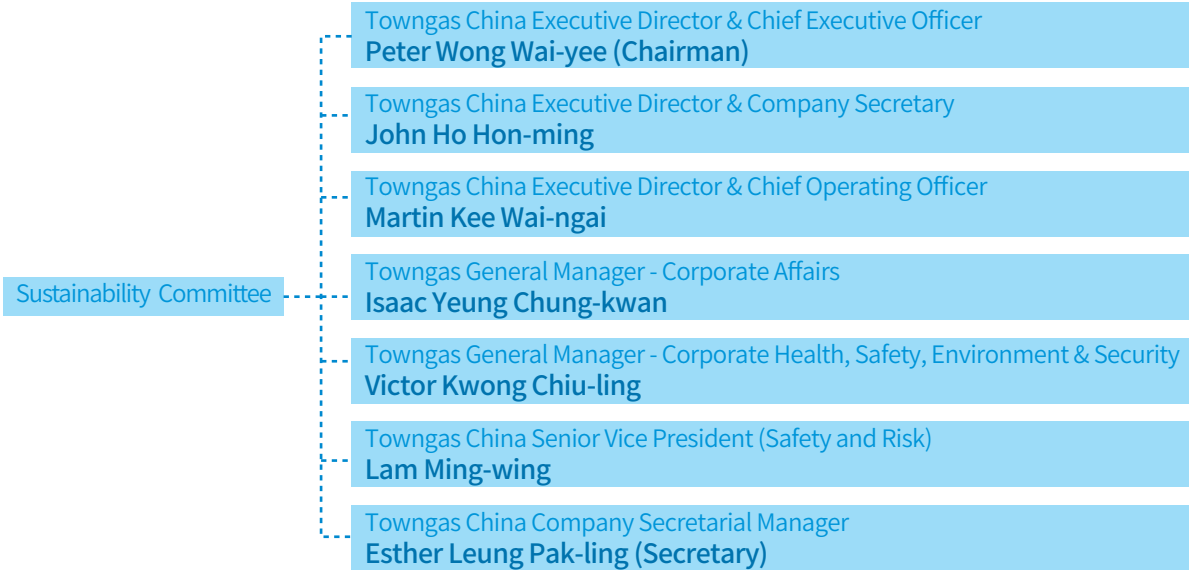 Towngas China Executive Director & Chief Executive Officer
Peter Wong Wai-yee (Chairman)
Towngas China Executive Director & Company Secretary
John Ho Hon-ming
Towngas China Executive Director & Chief Operating Officer
Martin Kee Wai-ngai
Sustainability Committee
Towngas General Manager - Corporate Affairs
Isaac Yeung Chung-kwan
Towngas General Manager - Corporate Health, Safety, Environment & Security
Victor Kwong Chiu-ling
Towngas China Senior Vice President (Safety and Risk)
Lam Ming-wing
Towngas China Company Secretarial Manager
Esther Leung Pak-ling (Secretary)